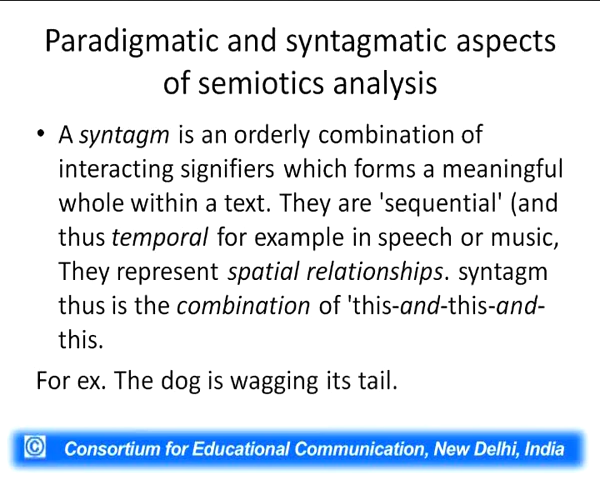 Paradigmatic and syntagmatic aspects
of semiotics analysis
• A syntagm is an orderly combination of
interacting signifiers which forms a meaningful
whole within a text. They are 'sequential' (and
thus temporal for example in speech or music,
They represent spatial relationships. syntagm
thus is the combination of 'this-and-this-and-
this.
For ex. The dog is wagging its tail.
© Consortium for Educational Communication, New Delhi, India